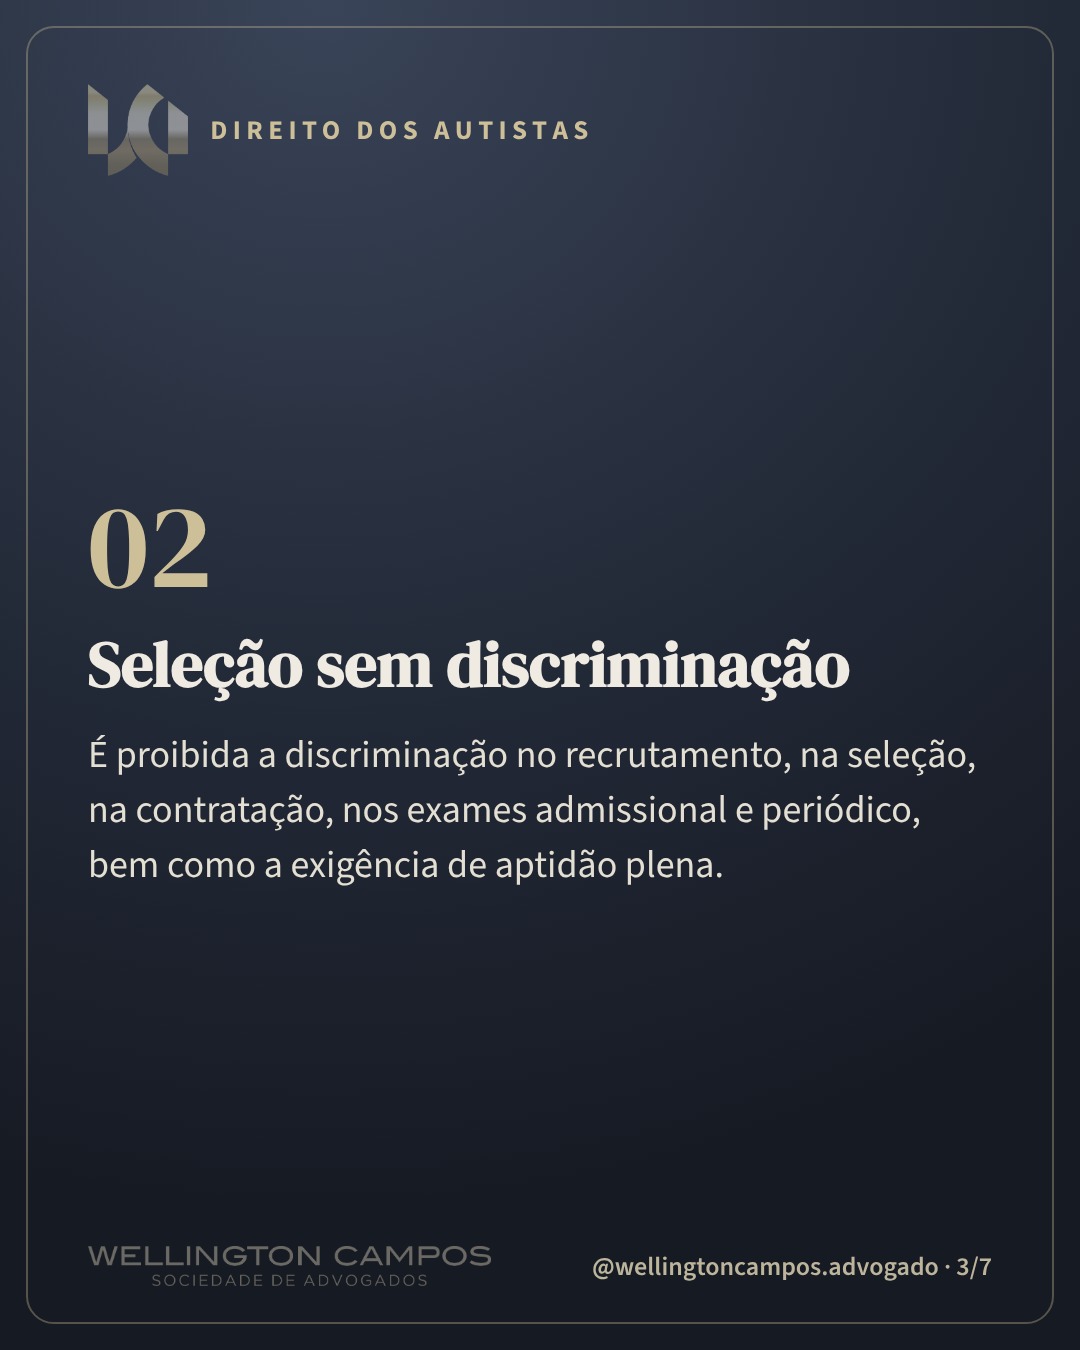 DIREITO DOS AUTISTAS
02
Seleção sem discriminação
É proibida a discriminação no recrutamento, na seleção,
na contratação, nos exames admissional e periódico,
bem como a exigência de aptidão plena.
WELLINGTON CAMPOS
SOCIEDADE DE ADVOGADOS
@wellingtoncampos.advogado · 3/7